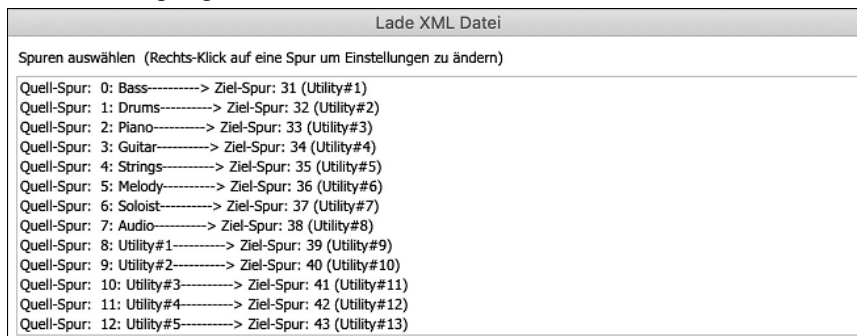 Lade XML Datei
Spuren auswählen (Rechts-Klick auf eine Spur um Einstellungen zu ändern)
Quell-Spur: 0: Bass----------> Ziel-Spur: 31 (Utility#1)
Quell-Spur: 1: Drums----------> Ziel-Spur: 32 (Utility#2)
Quell-Spur: 2: Piano----------> Ziel-Spur: 33 (Utility#3)
Quell-Spur: 3: Guitar----------> Ziel-Spur: 34 (Utility#4)
Quell-Spur: 4: Strings----------> Ziel-Spur: 35 (Utility#5)
Quell-Spur: 5: Melody----------> Ziel-Spur: 36 (Utility#6)
Quell-Spur: 6: Soloist----------> Ziel-Spur: 37 (Utility#7)
Quell-Spur: 7: Audio----------> Ziel-Spur: 38 (Utility#8)
Quell-Spur: 8: Utility#1----------> Ziel-Spur: 39 (Utility#9)
Quell-Spur: 9: Utility#2----------> Ziel-Spur: 40 (Utility#10)
Quell-Spur: 10: Utility#3----------> Ziel-Spur: 41 (Utility#11)
Quell-Spur: 11: Utility#4----------> Ziel-Spur: 42 (Utility#12)
Quell-Spur: 12: Utility#5----------> Ziel-Spur: 43 (Utility#13)